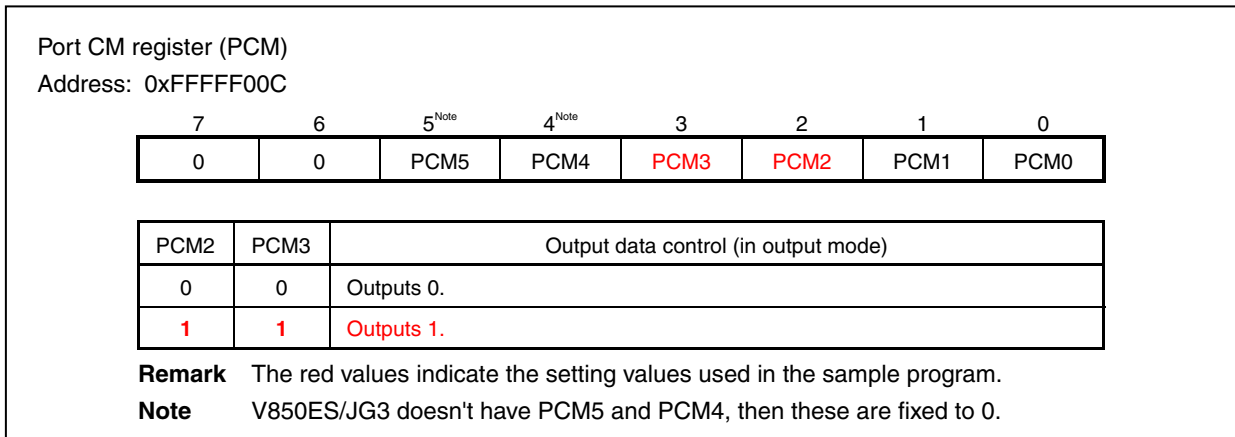 Port CM register (PCM)
Address: 0xFFFFF00C
7 6 5Note 4Note 3 2 1 0
0 0 PCM5 PCM4 PCM3 PCM2 PCM1 PCM0
PCM2 PCM3 Output data control (in output mode)
0 0 Outputs 0.
1 1 Outputs 1.
Remark The red values indicate the setting values used in the sample program.
Note V850ES/JG3 doesn't have PCM5 and PCM4, then these are fixed to 0.